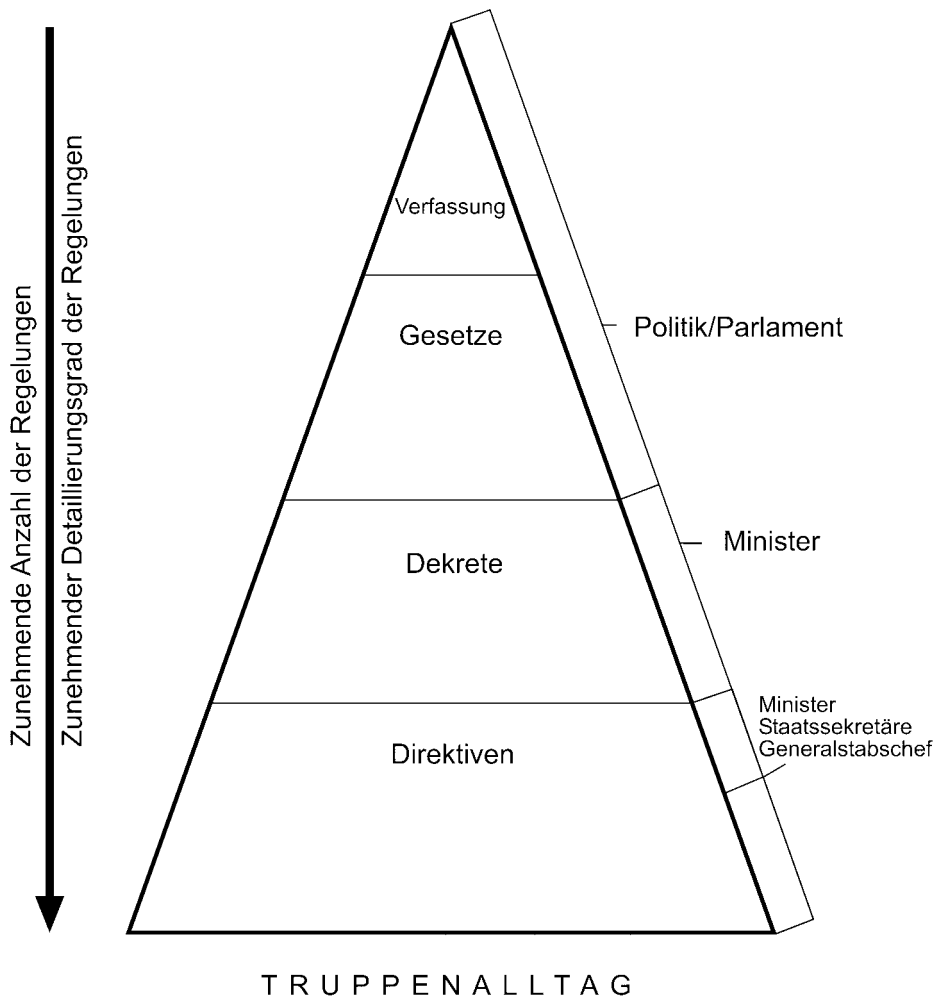 Zunehmende Anzahl der Regelungen
Zunehmender Detaillierungsgrad der Regelungen
Verfassung
Gesetze
Politik/Parlament
Dekrete
Minister
Direktiven
Minister
Staatssekretäre
Generalstabschef
TRUPPENALLTAG